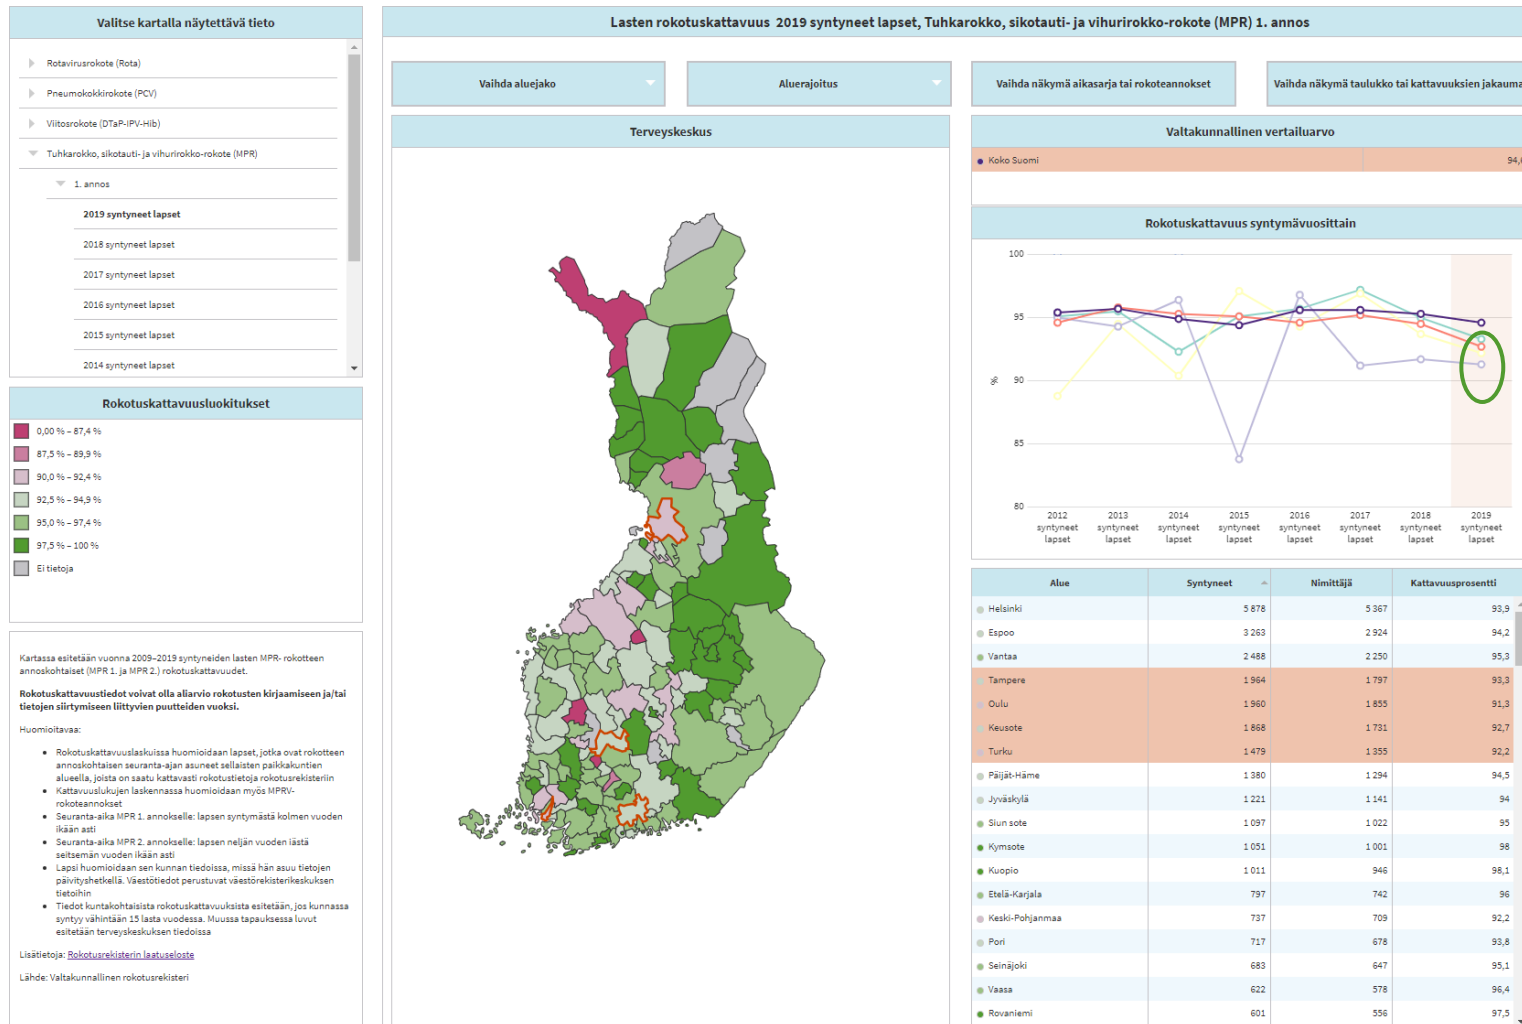 Valitse kartalla näytettävä tieto
Rotavirusrokote (Rota)
Pneumokokkirokote (PCV)
Viitosrokote (DTaP-IPV-Hib)
Tuhkarokko, sikotauti- ja vihurirokko-rokote (MPR)
1. annos
2019 syntyneet lapset
2018 syntyneet lapset
2017 syntyneet lapset
2016 syntyneet lapset
2015 syntyneet lapset
2014 syntyneet lapset
Rokotuskattavuusluokitukset
0,00 % – 87,4 %
87,5 % – 89,9 %
90,0 % – 92,4 %
92,5 % – 94,9 %
95,0 % – 97,4 %
97,5 % – 100 %
Ei tietoja
Kartassa esitetään vuonna 2009–2019 syntyneiden lasten MPR- rokotteen
annoskohtaiset (MPR 1. ja MPR 2.) rokotuskattavuudet.
Rokotuskattavuustiedot voivat olla aliarvio rokotusten kirjaamiseen ja/tai
tietojen siirtymiseen liittyvien puutteiden vuoksi.
Huomioitavaa:
• Rokotuskattavuuslaskuissa huomioidaan lapset, jotka ovat rokotteen
annoskohtaisen seuranta-ajan asuneet sellaisten paikkakuntien
alueella, joista on saatu kattavasti rokotustietoja rokotusrekisteriin
• Kattavuuslukujen laskennassa huomioidaan myös MPRV-
rokoteannokset
• Seuranta-aika MPR 1. annokselle: lapsen syntymästä kolmen vuoden
ikään asti
• Seuranta-aika MPR 2. annokselle: lapsen neljän vuoden iästä
seitsemän vuoden ikään asti
• Lapsi huomioidaan sen kunnan tiedoissa, missä hän asuu tietojen
päivityshetkellä. Väestötiedot perustuvat väestörekisterikeskuksen
tietoihin
• Tiedot kuntakohtaisista rokotuskattavuuksista esitetään, jos kunnassa
syntyy vähintään 15 lasta vuodessa. Muussa tapauksessa luvut
esitetään terveyskeskuksen tiedoissa
Lisätietoja: Rokotusrekisterin laatuseloste
Lähde: Valtakunnallinen rokotusrekisteri
Lasten rokotuskattavuus 2019 syntyneet lapset, Tuhkarokko, sikotauti- ja vihurirokko-rokote (MPR) 1. annos
Vaihda aluejako
Aluerajoitus
Vaihda näkymä aikasarja tai rokoteannokset
Vaihda näkymä taulukko tai kattavuuksien jakauma
Terveyskeskus
Valtakunnallinen vertailuarvo
Koko Suomi 94,
Rokotuskattavuus syntymävuosittain
100
95
90
85
80
%
2012 2013 2014 2015 2016 2017 2018 2019
syntyneet syntyneet syntyneet syntyneet syntyneet syntyneet syntyneet syntyneet
lapset lapset lapset lapset lapset lapset lapset lapset
Alue Syntyneet Nimittäjä Kattavuusprosentti
Helsinki 5 878 5 367 93,9
Espoo 3 263 2 924 94,2
Vantaa 2 488 2 250 95,3
Tampere 1 964 1 797 93,3
Oulu 1 960 1 855 91,3
Keusote 1 868 1 731 92,7
Turku 1 479 1 355 92,2
Päijät-Häme 1 380 1 294 94,5
Jyväskylä 1 221 1 141 94
Siun sote 1 097 1 022 95
Kymsote 1 051 1 001 98
Kuopio 1 011 946 98,1
Etelä-Karjala 797 742 96
Keski-Pohjanmaa 737 709 92,2
Pori 717 678 93,8
Seinäjoki 683 647 95,1
Vaasa 622 578 96,4
Rovaniemi 601 556 97,5